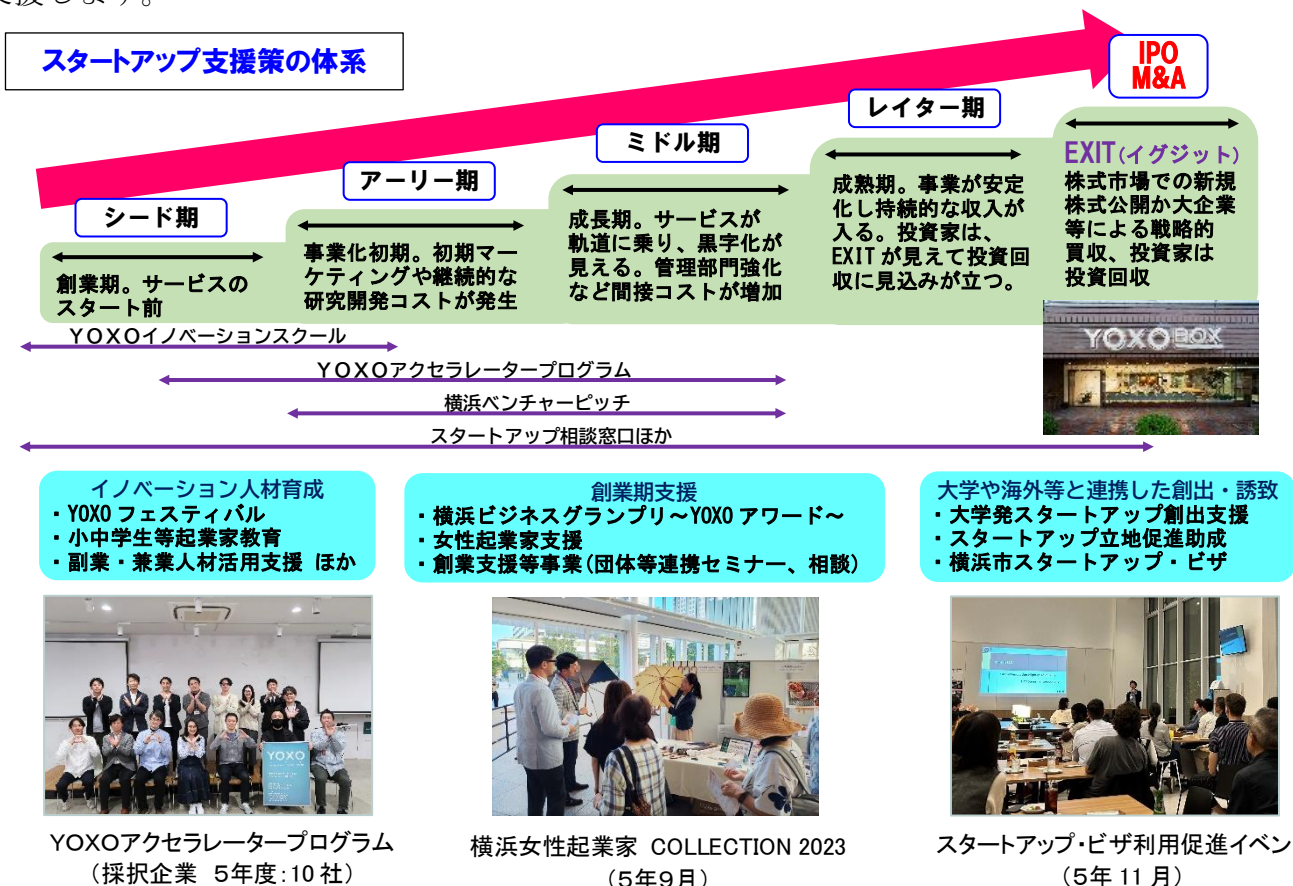 援します。
スタートアップ支援策の体系
IPO
M&A
レイター期
ミドル期
アーリー期
シード期
創業期。サービスの
スタート前
事業化初期。初期マー
ケティングや継続的な
研究開発コストが発生
成長期。サービスが
軌道に乗り、黒字化が
見える。管理部門強化
など間接コストが増加
成熟期。事業が安定
化し持続的な収入が
入る。投資家は、
EXITが見えて投資回
収に見込みが立つ。
EXIT(イグジット)
株式市場での新規
株式公開か大企業
等による戦略的
買収、投資家は
投資回収
YOXO BOX
ＹＯＸＯイノベーションスクール
ＹＯＸＯアクセラレータープログラム
横浜ベンチャーピッチ
スタートアップ相談窓口ほか
イノベーション人材育成
・YOXO フェスティバル
・小中学生等起業家教育
・副業・兼業人材活用支援 ほか
創業期支援
・横浜ビジネスグランプリ～YOXO アワード～
・女性起業家支援
・創業支援等事業(団体等連携セミナー、相談)
大学や海外等と連携した創出・誘致
・大学発スタートアップ創出支援
・スタートアップ立地促進助成
・横浜市スタートアップ・ビザ
YOXO
YOXOアクセラレータープログラム
（採択企業 5年度:10社）
横浜女性起業家 COLLECTION 2023
（5年9月）
スタートアップ・ビザ利用促進イベン
（5年11月）